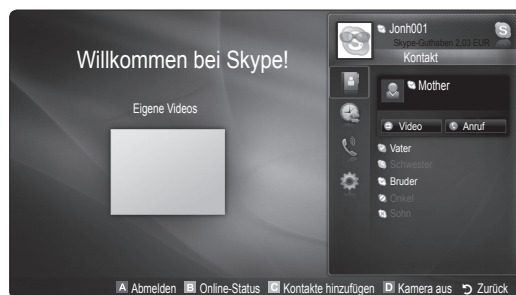 Willkommen bei Skype!
Eigene Videos
Jonh001
Skype-Guthaben 2,03 EUR
Kontakt
Mother
Video Anruf
Vater
Schwester
Bruder
Onkel
Sohn
A Abmelden B Online-Status C Kontakte hinzufügen D Kamera aus Zurück